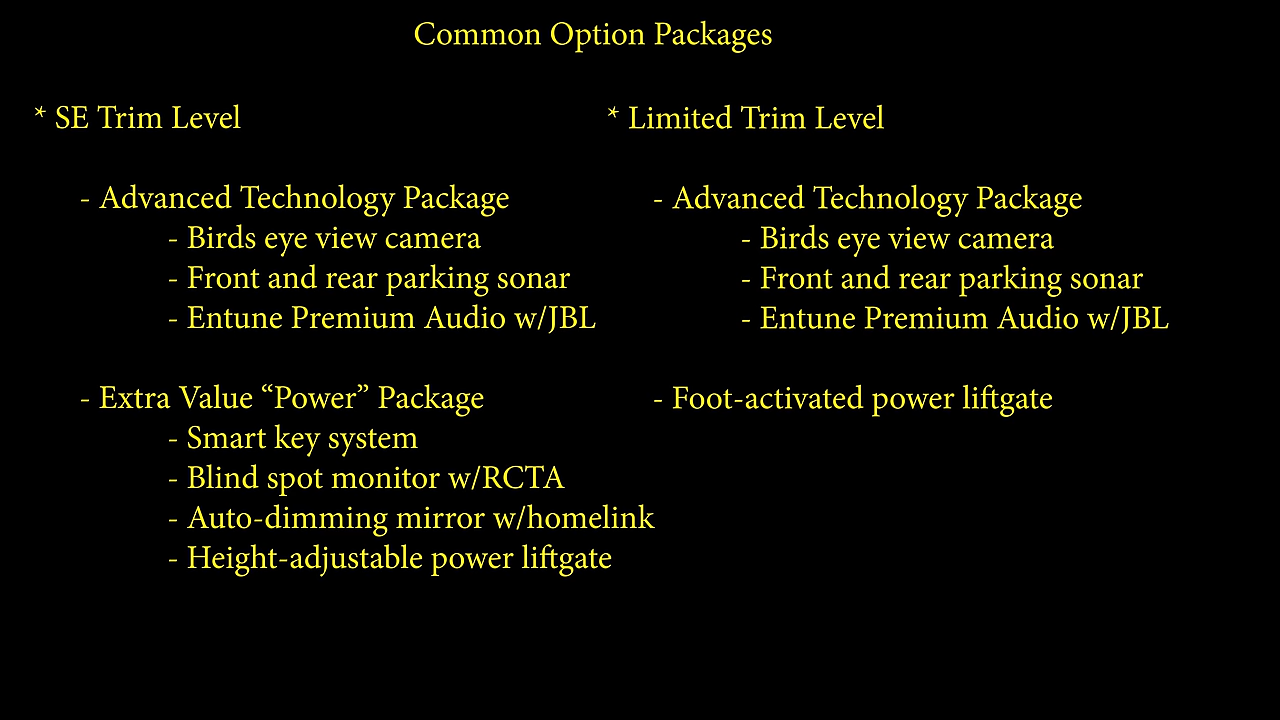 Common Option Packages
* SE Trim Level
- Advanced Technology Package
- Birds eye view camera
- Front and rear parking sonar
- Entune Premium Audio w/JBL
- Extra Value “Power” Package
- Smart key system
- Blind spot monitor w/RCTA
- Auto-dimming mirror w/homelink
- Height-adjustable power liftgate
* Limited Trim Level
- Advanced Technology Package
- Birds eye view camera
- Front and rear parking sonar
- Entune Premium Audio w/JBL
- Foot-activated power liftgate